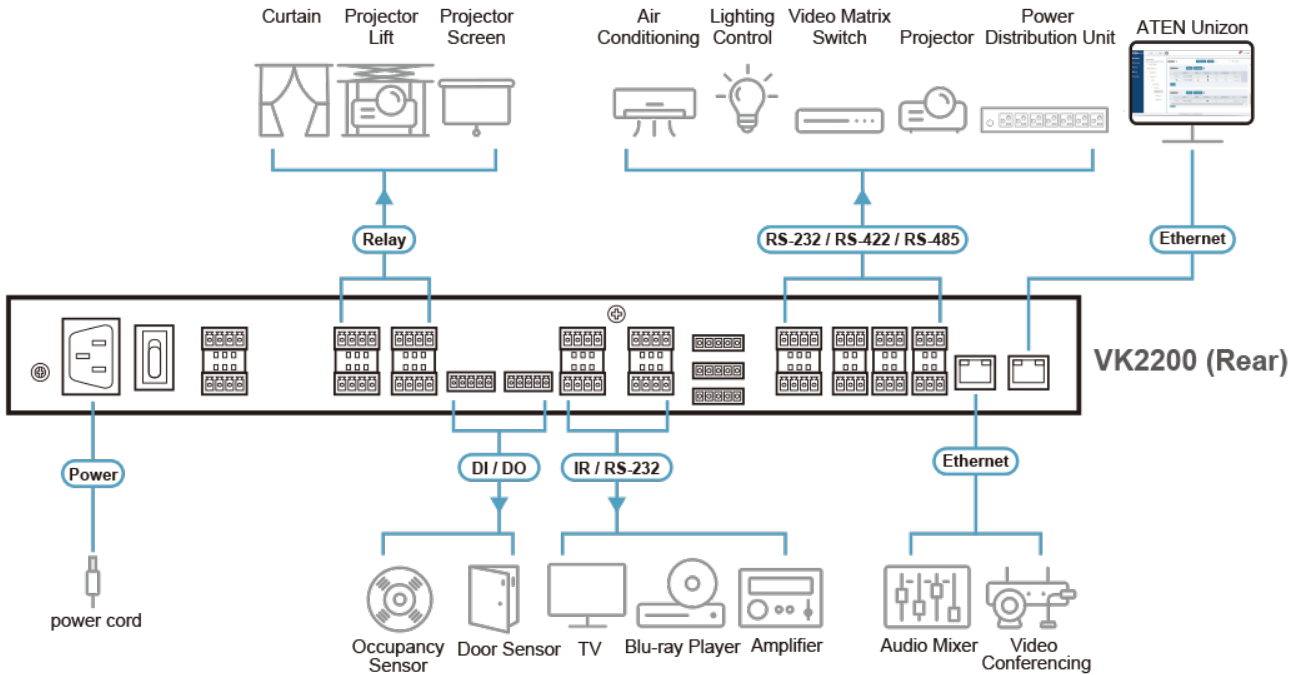 Curtain
Projector
Lift
Projector
Screen
Air
Conditioning
Lighting
Control
Video Matrix
Switch
Projector
Power
Distribution Unit
ATEN Unizon
Relay
RS-232 / RS-422 / RS-485
Ethernet
VK2200 (Rear)
Power
DI / DO
IR / RS-232
Ethernet
power cord
Occupancy
Sensor
Door Sensor
TV
Blu-ray Player
Amplifier
Audio Mixer
Video
Conferencing